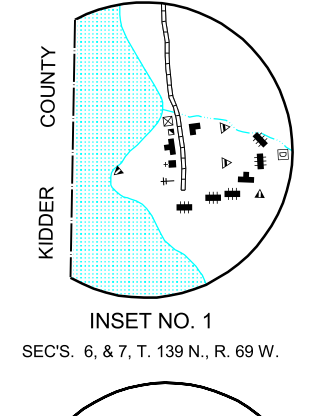 KIDDER COUNTY
INSET NO. 1
SEC'S. 6, & 7, T. 139 N., R. 69 W.